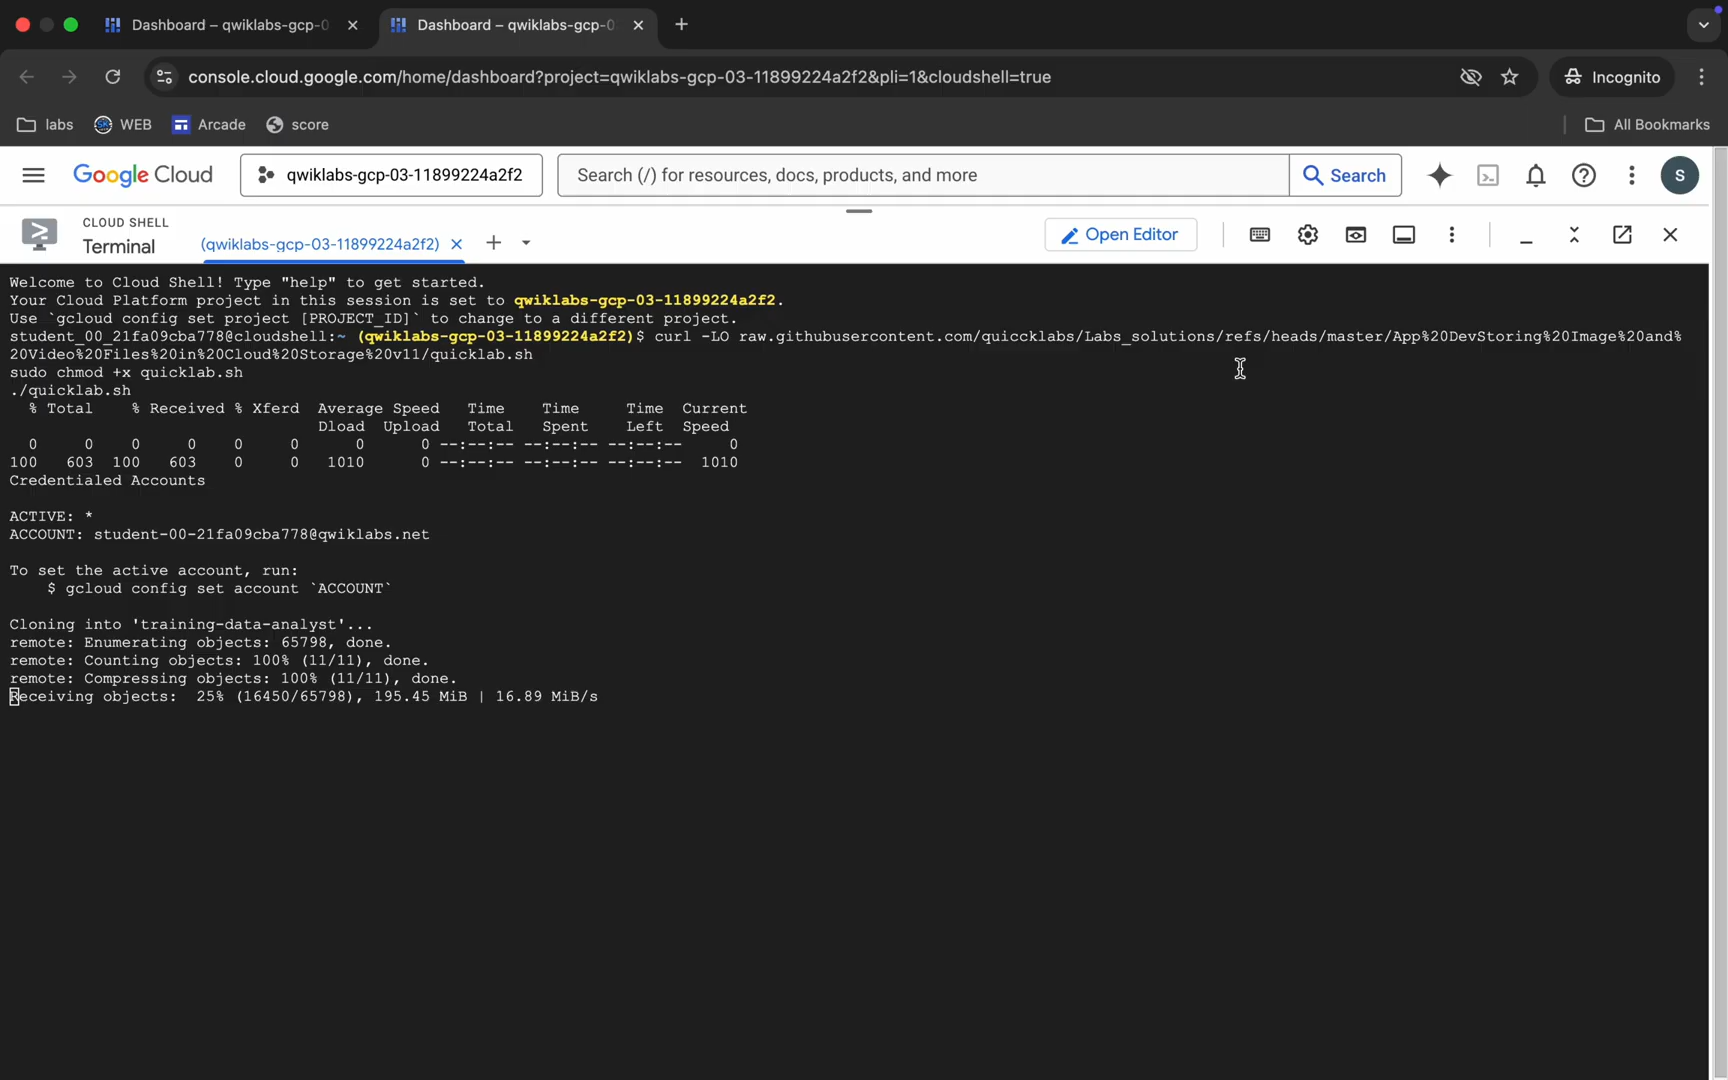 Dashboard – qwiklabs-gcp-0
Dashboard – qwiklabs-gcp-0
console.cloud.google.com/home/dashboard?project=qwiklabs-gcp-03-11899224a2f2&pli=1&cloudshell=true
Incognito
labs
WEB
Arcade
score
All Bookmarks
Google Cloud
qwiklabs-gcp-03-11899224a2f2
Search (/) for resources, docs, products, and more
Search
S
CLOUD SHELL
Terminal
(qwiklabs-gcp-03-11899224a2f2)
Open Editor
Welcome to Cloud Shell! Type "help" to get started.
Your Cloud Platform project in this session is set to qwiklabs-gcp-03-11899224a2f2.
Use `gcloud config set project [PROJECT_ID]` to change to a different project.
student_00_21fa09cba778@cloudshell:~ (qwiklabs-gcp-03-11899224a2f2)$ curl -LO raw.githubusercontent.com/quiccklabs/Labs_solutions/refs/heads/master/App%20DevStoring%20Image%20and%
20Video%20Files%20in%20Cloud%20Storage%20v11/quicklab.sh
sudo chmod +x quicklab.sh
./quicklab.sh
% Total % Received % Xferd Average Speed Time Time Time Current
Dload Upload Total Spent Left Speed
0 0 0 0 0 0 0 0 --:--:-- --:--:-- --:--:-- 0
100 603 100 603 0 0 1010 0 --:--:-- --:--:-- --:--:-- 1010
Credentialed Accounts
ACTIVE: *
ACCOUNT: student-00-21fa09cba778@qwiklabs.net
To set the active account, run:
$ gcloud config set account `ACCOUNT`
Cloning into 'training-data-analyst'...
remote: Enumerating objects: 65798, done.
remote: Counting objects: 100% (11/11), done.
remote: Compressing objects: 100% (11/11), done.
Receiving objects: 25% (16450/65798), 195.45 MiB | 16.89 MiB/s